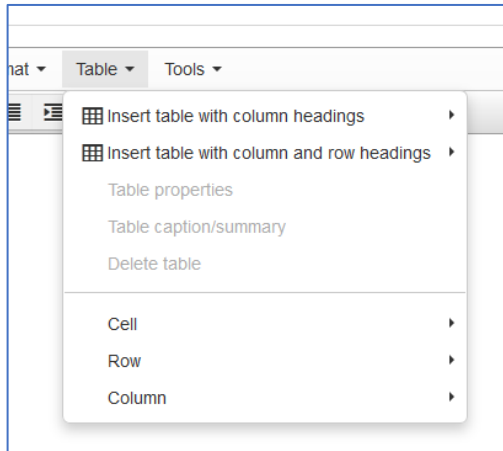 mat Table Tools
Insert table with column headings
Insert table with column and row headings
Table properties
Table caption/summary
Delete table
Cell
Row
Column